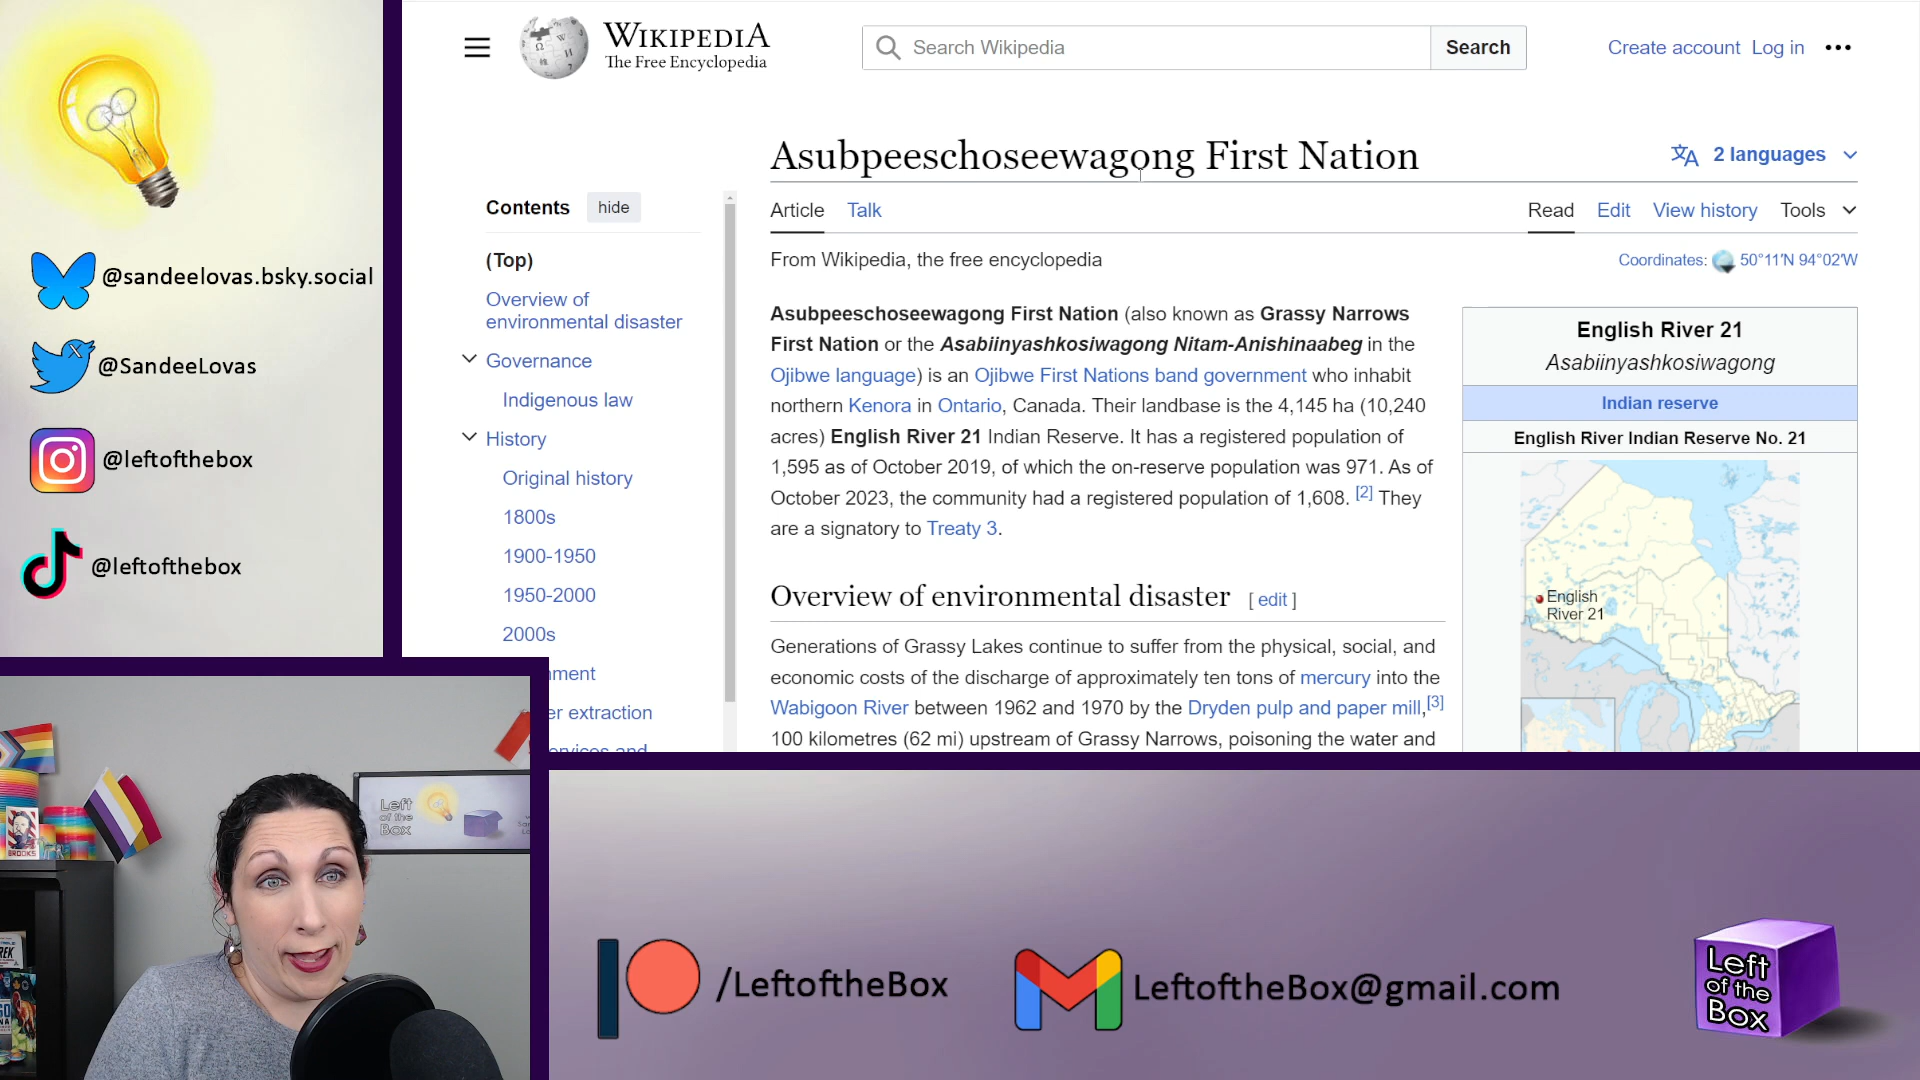 @sandeelovas.bsky.social
@SandeeLovas
@leftofthebox
@leftofthebox
WIKIPEDIA
The Free Encyclopedia
Search Wikipedia
Search
Create account Log in
Asubpeeschoseewagong First Nation
2 languages
Contents hide
(Top)
Overview of
environmental disaster
Governance
Indigenous law
History
Original history
1800s
1900-1950
1950-2000
2000s
nment
er extraction
Article Talk
Read Edit View history Tools
From Wikipedia, the free encyclopedia
Coordinates: 50°11′N 94°02′W
Asubpeeschoseewagong First Nation (also known as Grassy Narrows
First Nation or the Asabiinyashkosiwagong Nitam-Anishinaabeg in the
Ojibwe language) is an Ojibwe First Nations band government who inhabit
northern Kenora in Ontario, Canada. Their landbase is the 4,145 ha (10,240
acres) English River 21 Indian Reserve. It has a registered population of
1,595 as of October 2019, of which the on-reserve population was 971. As of
October 2023, the community had a registered population of 1,608. [2] They
are a signatory to Treaty 3.
Overview of environmental disaster [ edit ]
Generations of Grassy Lakes continue to suffer from the physical, social, and
economic costs of the discharge of approximately ten tons of mercury into the
Wabigoon River between 1962 and 1970 by the Dryden pulp and paper mill,[3]
100 kilometres (62 mi) upstream of Grassy Narrows, poisoning the water and
English River 21
Asabiinyashkosiwagong
Indian reserve
English River Indian Reserve No. 21
English
River 21
Left
of the
Box
BROOKS
/LeftoftheBox
LeftoftheBox@gmail.com
Left
of the
Box